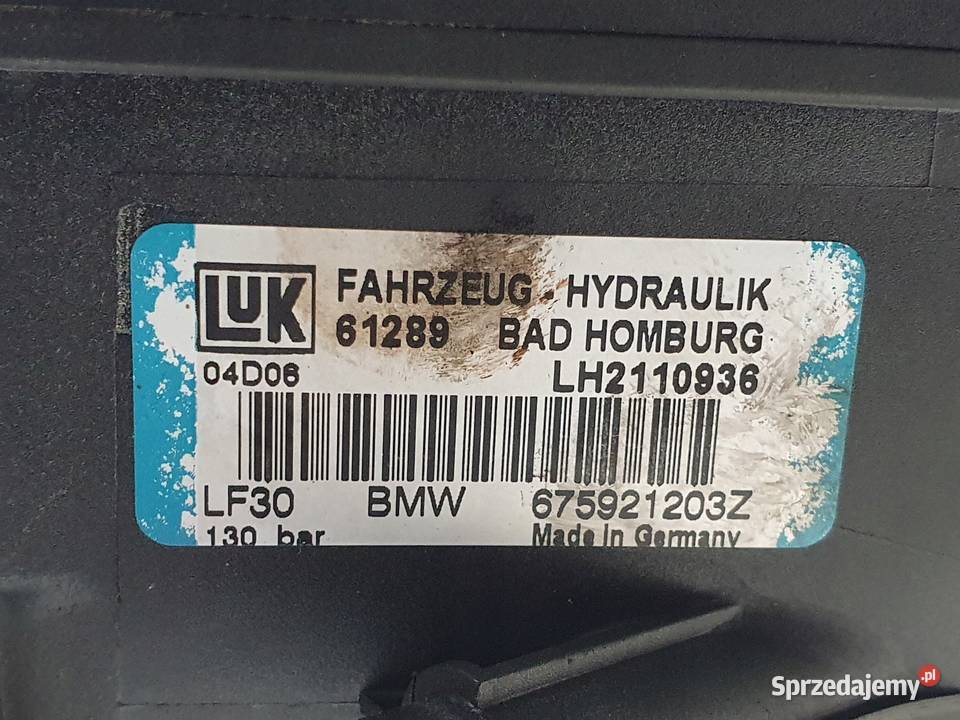 LUK
FAHRZEUG - HYDRAULIK
61289 BAD HOMBURG
04D06 LH2110936
LF30 BMW 675921203Z
130 bar Made in Germany
Sprzedajemy.pl